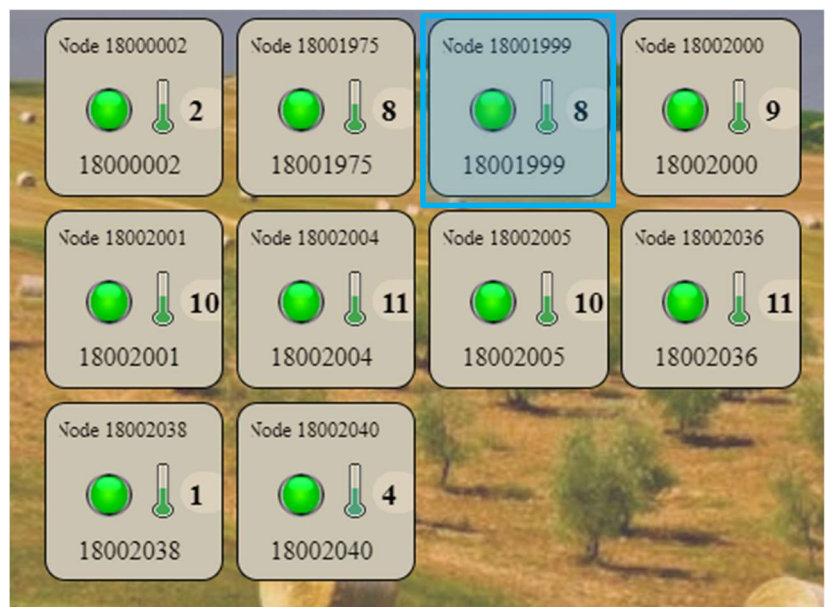 Node 18000002
2
18000002
Node 18001975
8
18001975
Node 18001999
8
18001999
Node 18002000
9
18002000
Node 18002001
10
18002001
Node 18002004
11
18002004
Node 18002005
10
18002005
Node 18002036
11
18002036
Node 18002038
1
18002038
Node 18002040
4
18002040